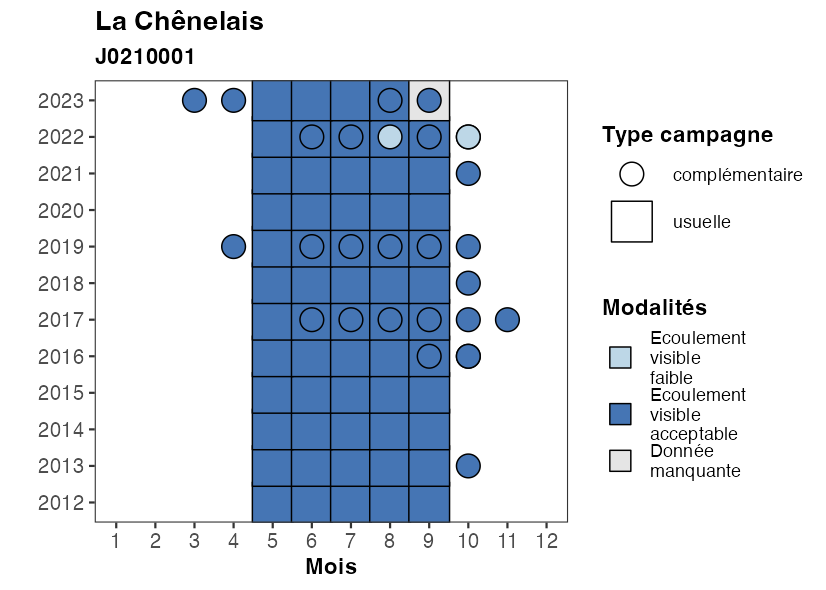 La Chênelais
J0210001
2023
2022
2021
2020
2019
2018
2017
2016
2015
2014
2013
2012
1 2 3 4 5 6 7 8 9 10 11 12
Mois
Type campagne
complémentaire
usuelle
Modalités
Ecoulement
visible
faible
Ecoulement
visible
acceptable
Donnée
manquante